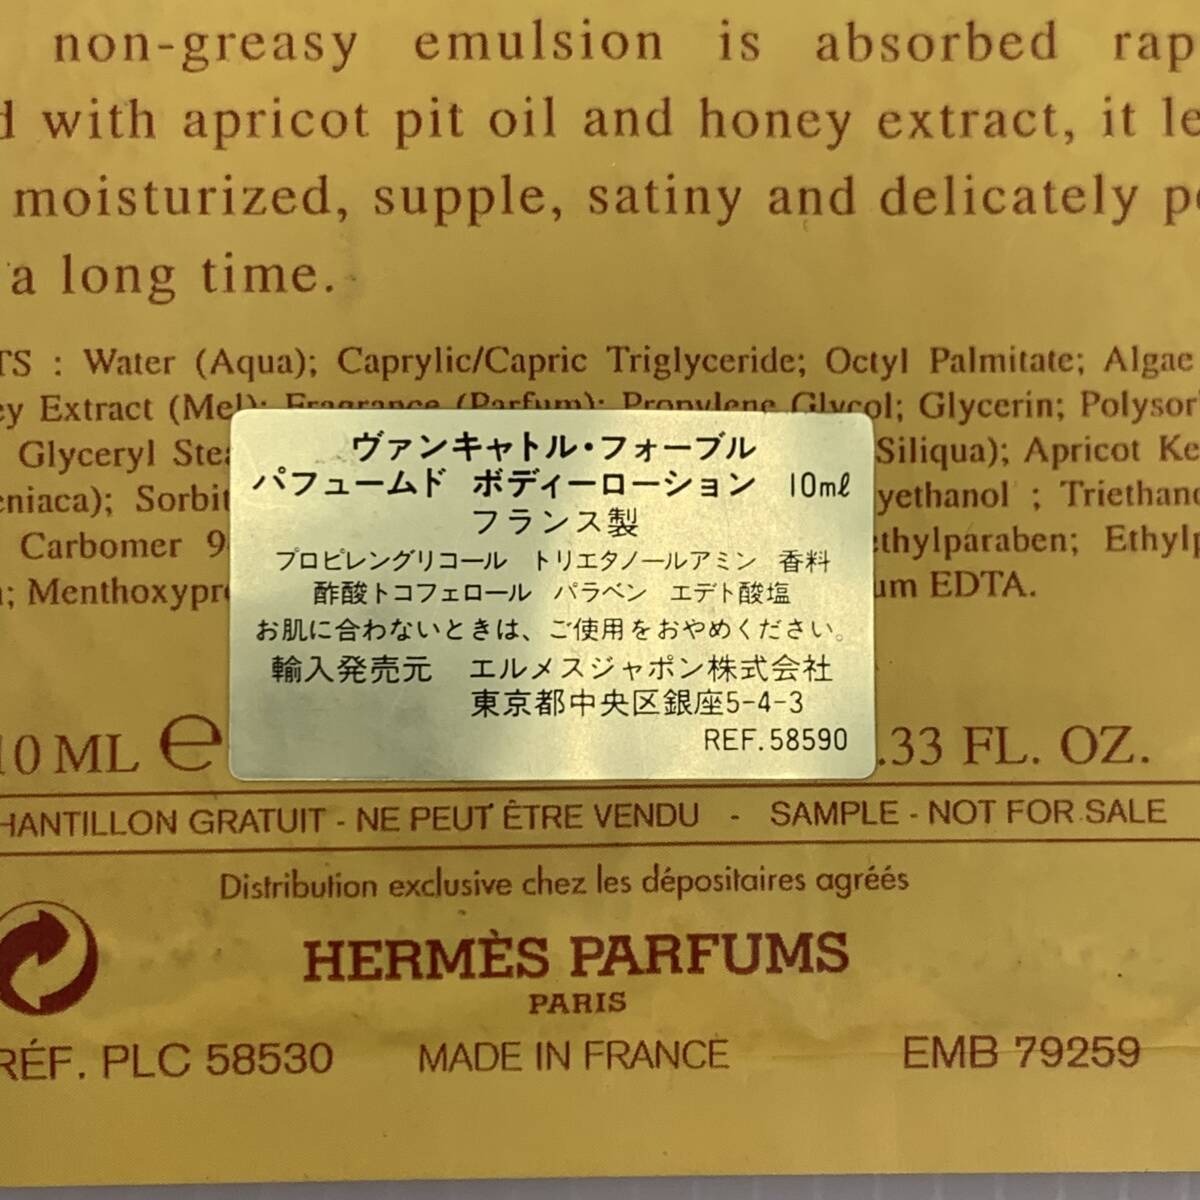 non-greasy emulsion is absorbed rap
d with apricot pit oil and honey extract, it le
moisturized, supple, satiny and delicately pe
a long time.
TS : Water (Aqua); Caprylic/Capric Triglyceride; Octyl Palmitate; Algae
ey Extract (Mel); Fragrance (Parfum); Propylene Glycol; Glycerin; Polysor
Glyceryl Stea Siliqua); Apricot Ke
eniaca); Sorbit yethanol ; Triethano
Carbomer 9 ethylparaben; Ethylp
; Menthoxypr um EDTA.
ヴァンキャトル・フォーブル
パフュームド ボディーローション 10mℓ
フランス製
プロピレングリコール トリエタノールアミン 香料
酢酸トコフェロール パラベン エデト酸塩
お肌に合わないときは、ご使用をおやめください。
輸入発売元 エルメスジャポン株式会社
東京都中央区銀座5-4-3
REF.58590
10 ML ℮ .33 FL. OZ.
HANTILLON GRATUIT - NE PEUT ÊTRE VENDU - SAMPLE - NOT FOR SALE
Distribution exclusive chez les dépositaires agréés
HERMÈS PARFUMS
PARIS
RÉF. PLC 58530 MADE IN FRANCE EMB 79259